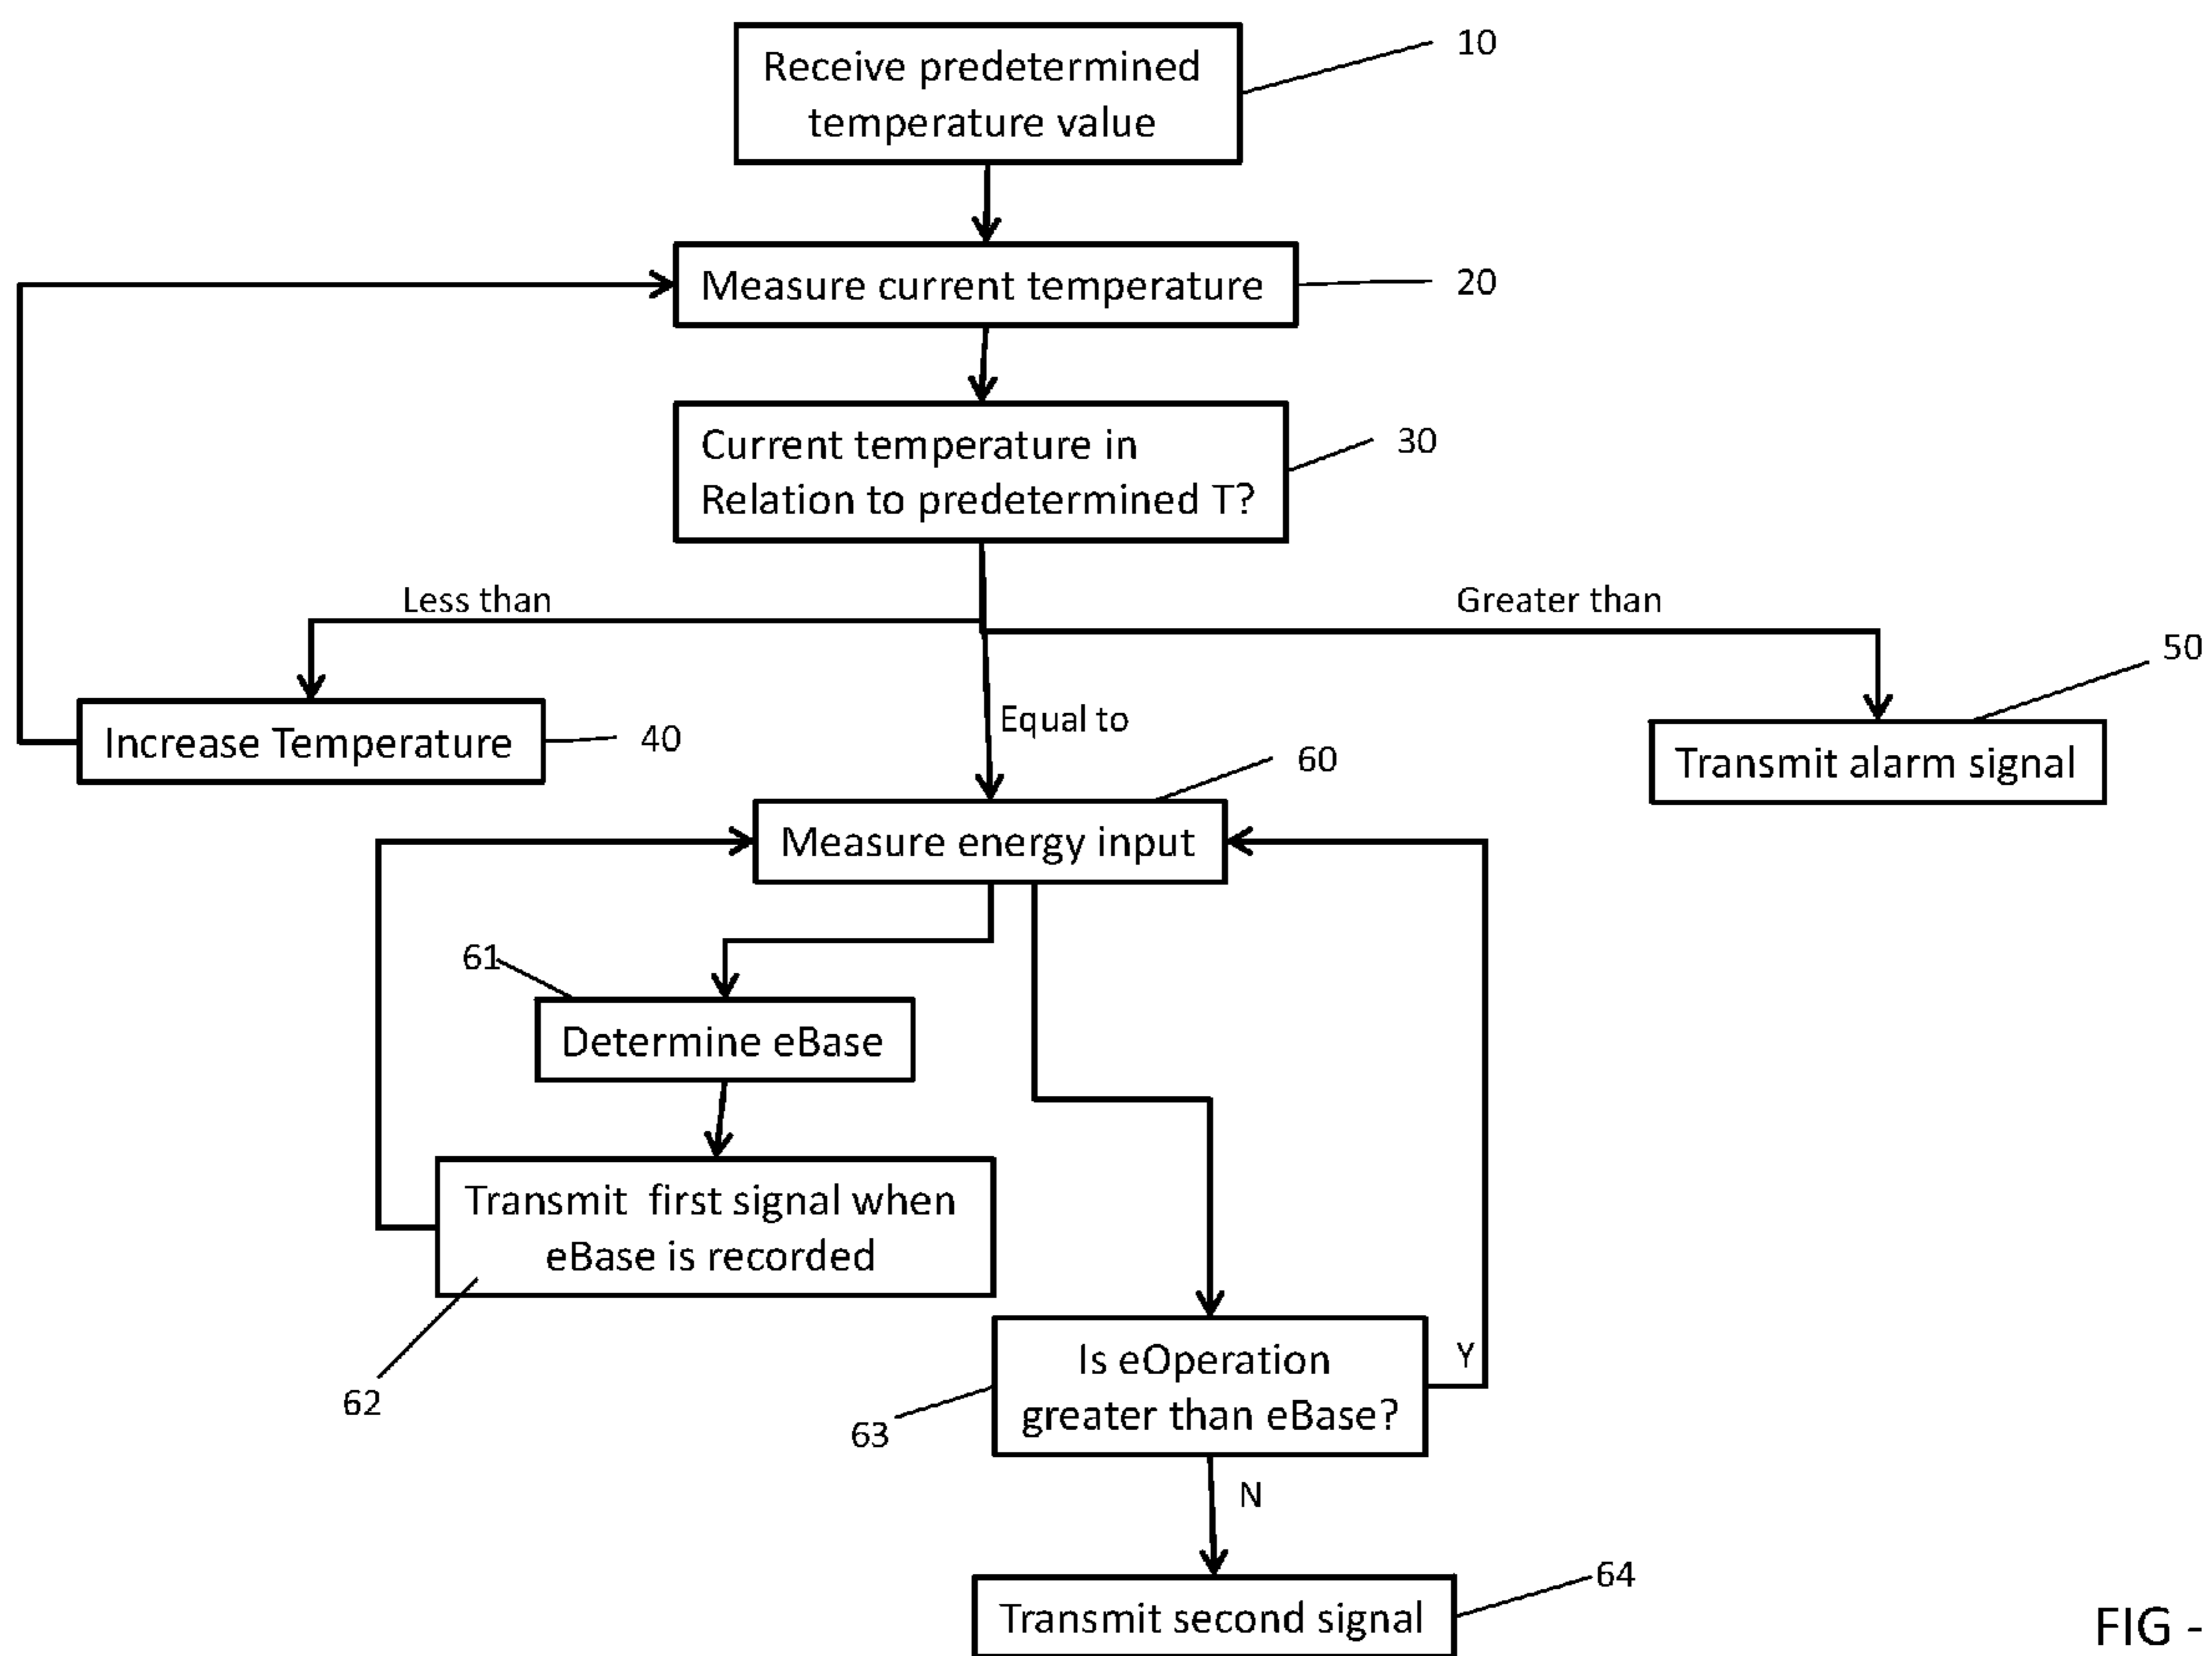 Receive predetermined
temperature value
10
Measure current temperature
20
Current temperature in
Relation to predetermined T?
30
Less than
Greater than
Equal to
50
Increase Temperature
40
Transmit alarm signal
60
Measure energy input
61
Determine eBase
Transmit first signal when
eBase is recorded
62
Is eOperation
greater than eBase?
Y
63
N
64
Transmit second signal
FIG -